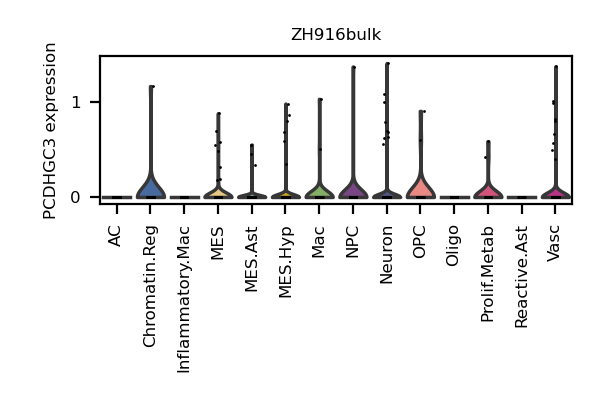 ZH916bulk
PCDHGC3 expression
1
0
AC
Chromatin.Reg
Inflammatory.Mac
MES
MES.Ast
MES.Hyp
Mac
NPC
Neuron
OPC
Oligo
Prolif.Metab
Reactive.Ast
Vasc